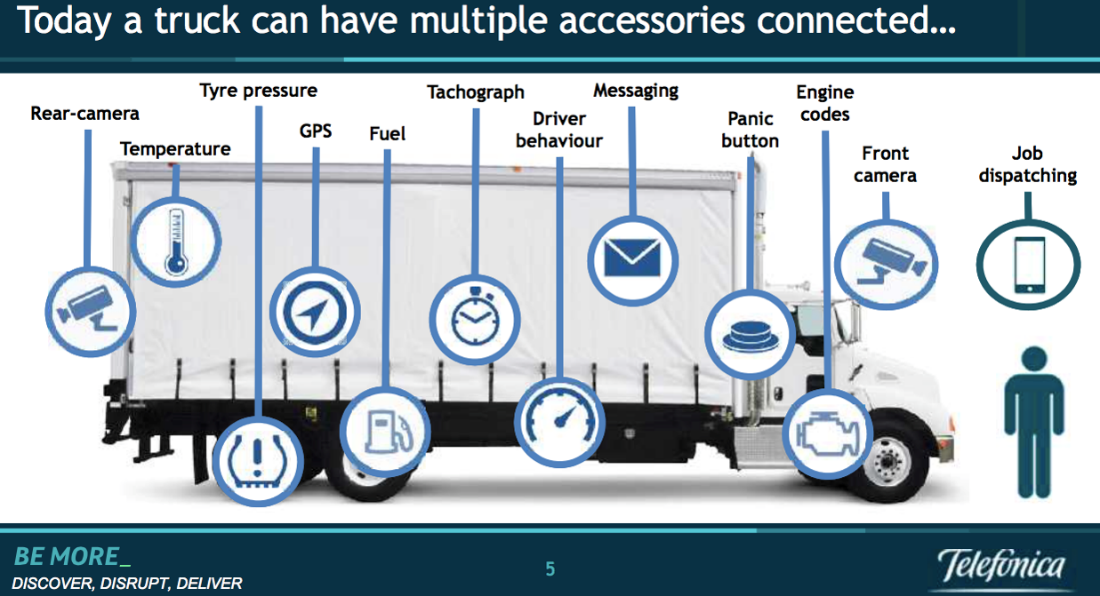 Today a truck can have multiple accessories connected…
Rear-camera
Temperature
Tyre pressure
GPS
Fuel
Tachograph
Driver
behaviour
Messaging
Panic
button
Engine
codes
Front
camera
Job
dispatching
BE MORE_
DISCOVER, DISRUPT, DELIVER
5
Telefónica